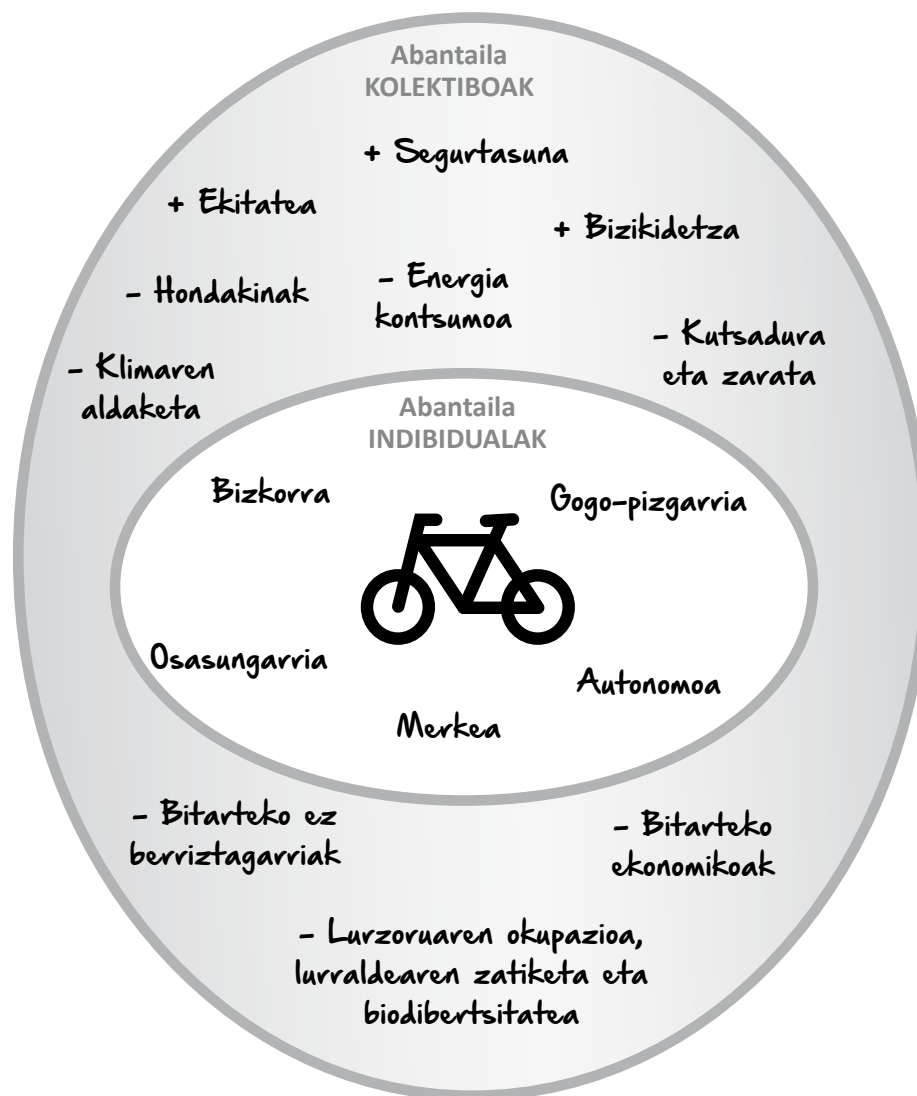 Abantaila
KOLEKTIBOAK
+ Segurtasuna
+ Ekitatea
+ Bizikidetza
- Energia
kontsumoa
- Hondakinak
- Kutsadura
eta zarata
- Klimaren
aldaketa
Abantaila
INDIBIDUALAK
Bizkorra
Gogo-pizgarria
Osasungarria
Autonomoa
Merkea
- Bitarteko ez
berriztagarriak
- Bitarteko
ekonomikoak
- Lurzoruaren okupazioa,
lurraldearen zatiketa eta
biodibertsitatea